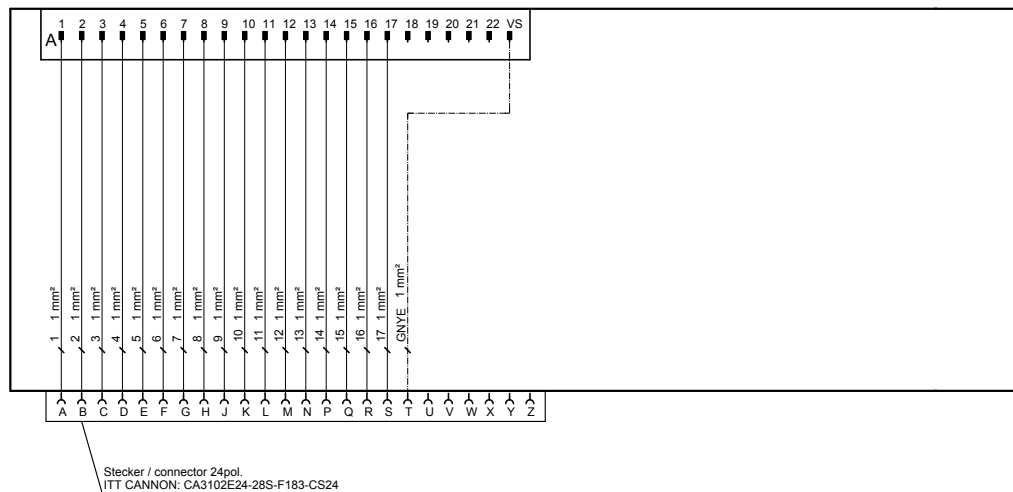 1 2 3 4 5 6 7 8 9 10 11 12 13 14 15 16 17 18 19 20 21 22 VS
A
1 1 mm²
2 1 mm²
3 1 mm²
4 1 mm²
5 1 mm²
6 1 mm²
7 1 mm²
8 1 mm²
9 1 mm²
10 1 mm²
11 1 mm²
12 1 mm²
13 1 mm²
14 1 mm²
15 1 mm²
16 1 mm²
17 1 mm²
GNYE 1 mm²
A B C D E F G H J K L M N P Q R S T U V W X Y Z
Stecker / connector 24pol.
ITT CANNON: CA3102E24-28S-F183-CS24